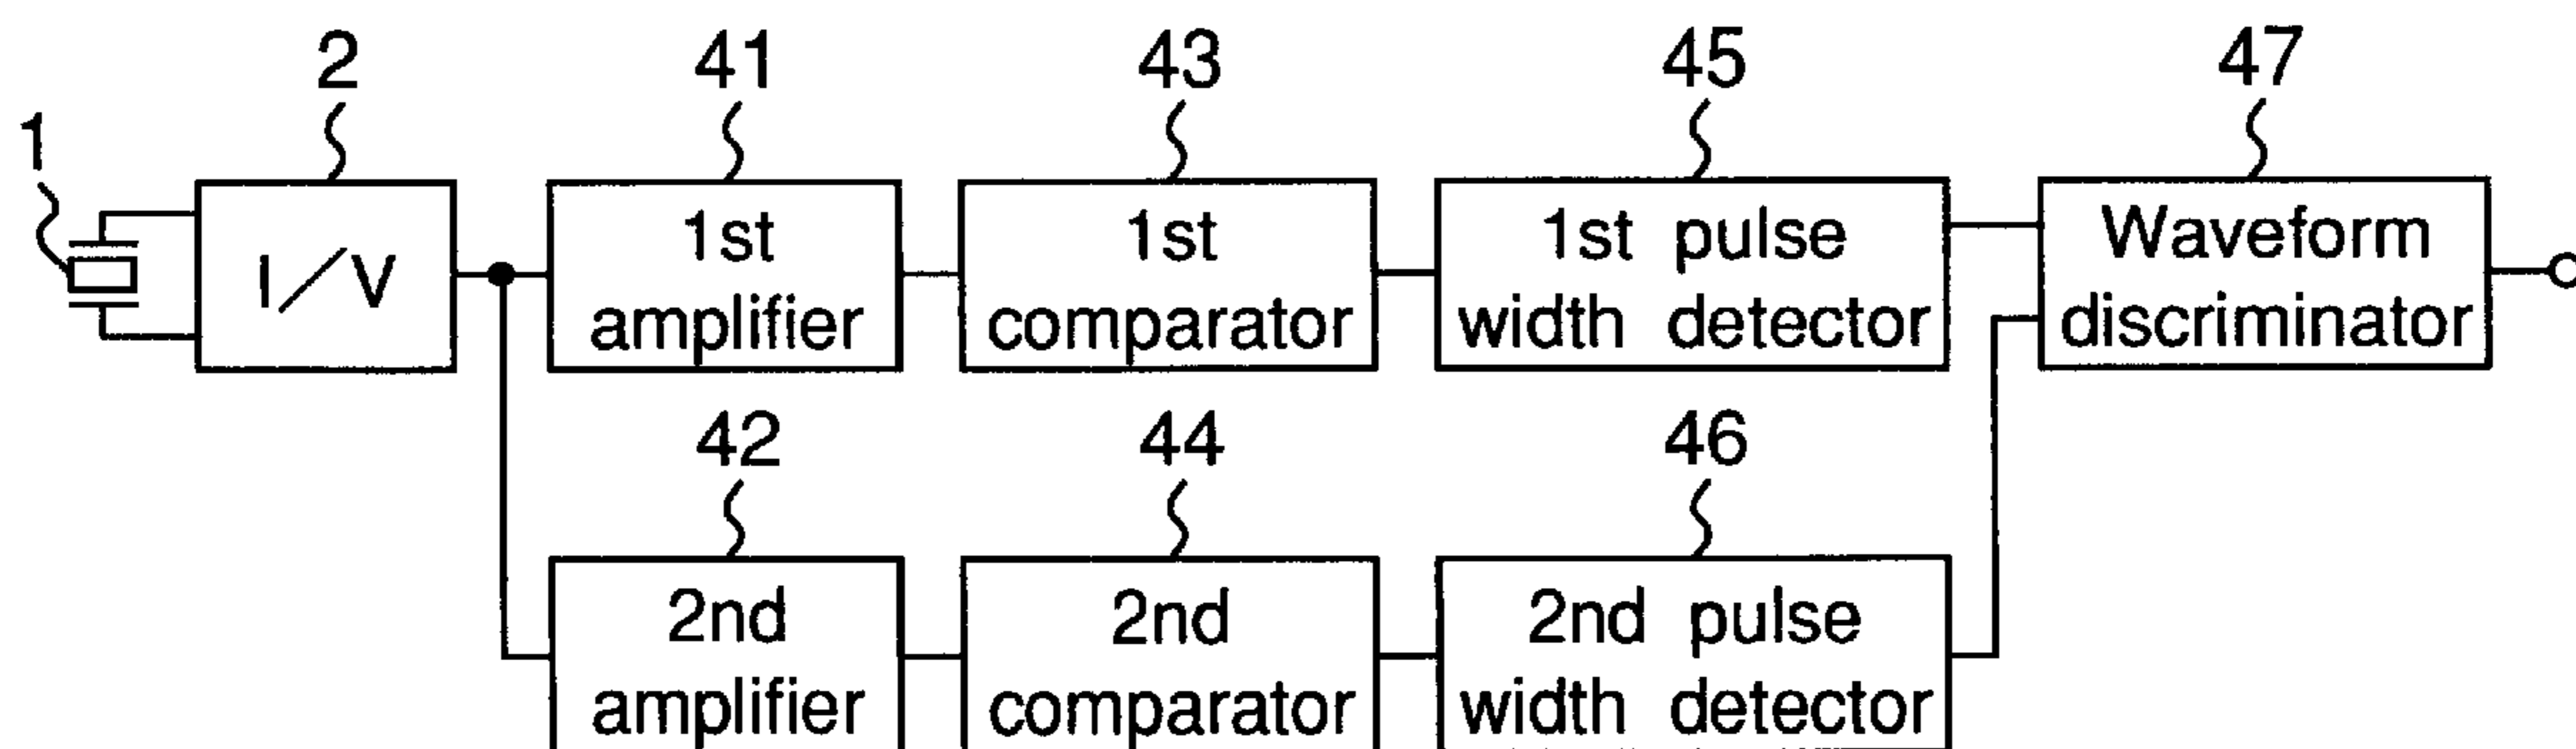 2
41
43
45
47
1
I/V
1st
amplifier
1st
comparator
1st pulse
width detector
Waveform
discriminator
42
44
46
2nd
amplifier
2nd
comparator
2nd pulse
width detector